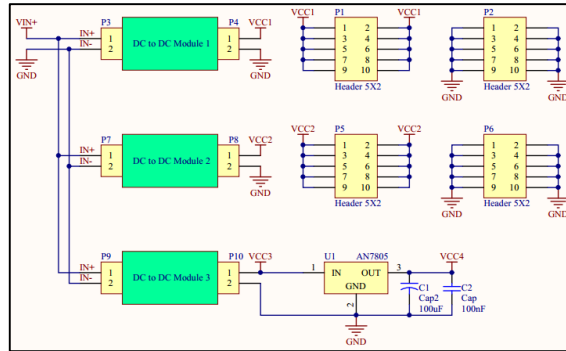 VIN+
GND
IN+
IN-
P3
1
2
DC to DC Module 1
P4
1
2
VCC1
GND
VCC1
P1
VCC1
1 2
3 4
5 6
7 8
9 10
Header 5X2
P2
1 2
3 4
5 6
7 8
9 10
Header 5X2
GND
GND
IN+
IN-
P7
1
2
DC to DC Module 2
P8
1
2
VCC2
GND
VCC2
P5
VCC2
1 2
3 4
5 6
7 8
9 10
Header 5X2
P6
1 2
3 4
5 6
7 8
9 10
Header 5X2
GND
GND
IN+
IN-
P9
1
2
DC to DC Module 3
P10
1
2
VCC3
U1 AN7805
1 IN OUT 3
GND
2
GND
VCC4
C1
Cap2
100uF
C2
Cap
100nF